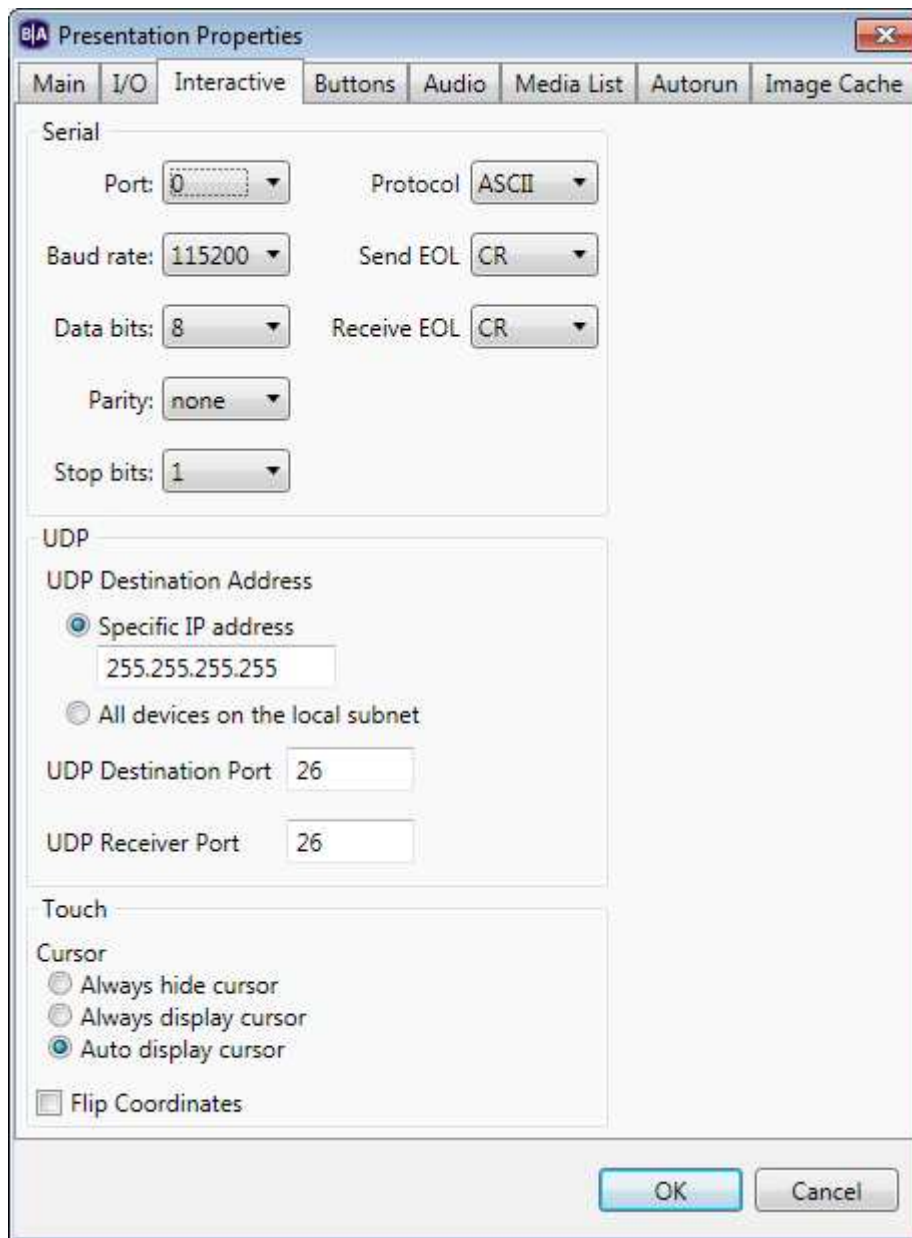 B|A Presentation Properties
Main I/O Interactive Buttons Audio Media List Autorun Image Cache
Serial
Port: 0 Protocol ASCII
Baud rate: 115200 Send EOL CR
Data bits: 8 Receive EOL CR
Parity: none
Stop bits: 1
UDP
UDP Destination Address
Specific IP address
255.255.255.255
All devices on the local subnet
UDP Destination Port 26
UDP Receiver Port 26
Touch
Cursor
Always hide cursor
Always display cursor
Auto display cursor
Flip Coordinates
OK Cancel